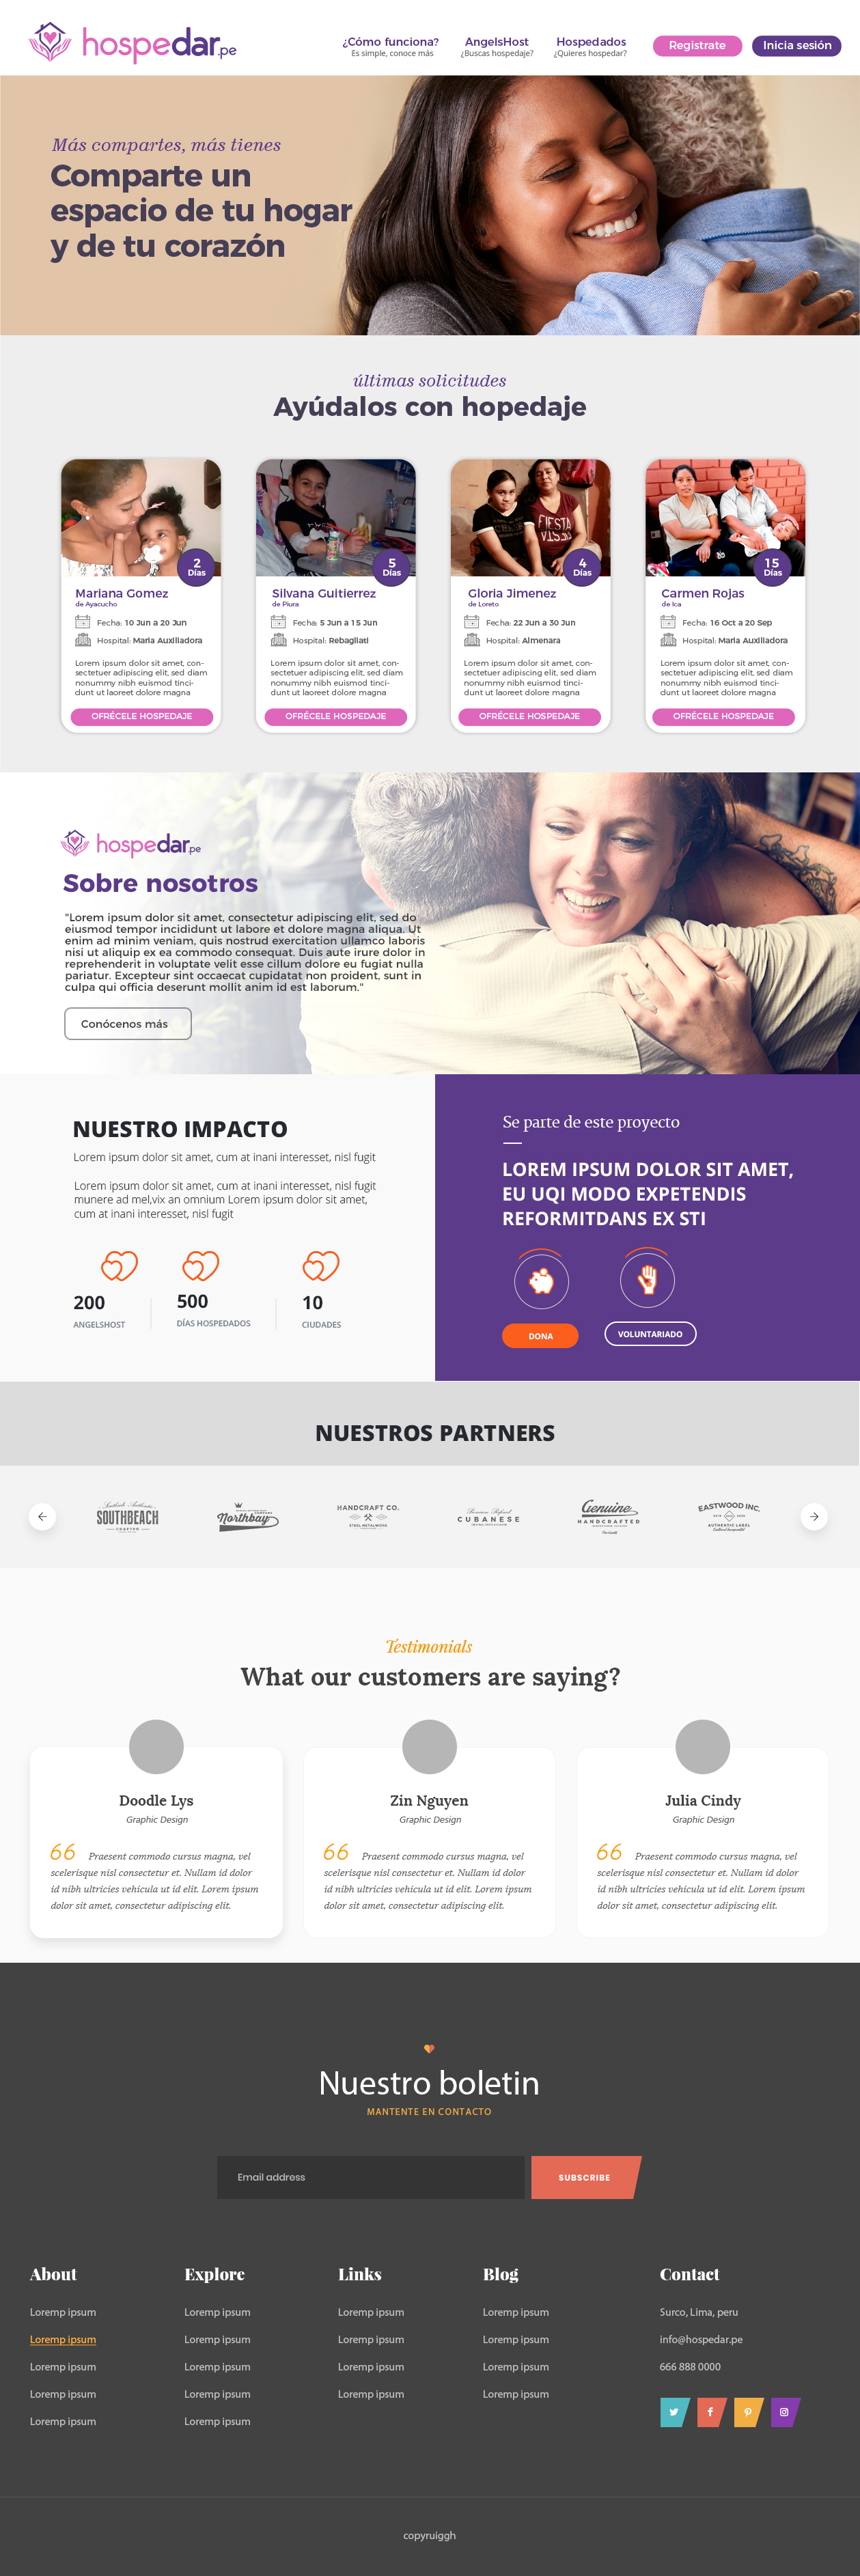 hospedar.pe
¿Cómo funciona?
Es simple, conoce más
AngelsHost
¿Buscas hospedaje?
Hospedados
¿Quieres hospedar?
Registrate
Inicia sesión
Más compartes, más tienes
Comparte un
espacio de tu hogar
y de tu corazón
últimas solicitudes
Ayúdalos con hopedaje
2
Días
Mariana Gomez
de Ayacucho
Fecha: 10 Jun a 20 Jun
Hospital: Maria Auxiliadora
Lorem ipsum dolor sit amet, con-
sectetuer adipiscing elit, sed diam
nonummy nibh euismod tinci-
dunt ut laoreet dolore magna
OFRÉCELE HOSPEDAJE
5
Días
Silvana Guitierrez
de Piura
Fecha: 5 Jun a 15 Jun
Hospital: Rebagliati
Lorem ipsum dolor sit amet, con-
sectetuer adipiscing elit, sed diam
nonummy nibh euismod tinci-
dunt ut laoreet dolore magna
OFRÉCELE HOSPEDAJE
FIESTA
4
Días
Gloria Jimenez
de Loreto
Fecha: 22 Jun a 30 Jun
Hospital: Almenara
Lorem ipsum dolor sit amet, con-
sectetuer adipiscing elit, sed diam
nonummy nibh euismod tinci-
dunt ut laoreet dolore magna
OFRÉCELE HOSPEDAJE
15
Días
Carmen Rojas
de Ica
Fecha: 16 Oct a 20 Sep
Hospital: Maria Auxiliadora
Lorem ipsum dolor sit amet, con-
sectetuer adipiscing elit, sed diam
nonummy nibh euismod tinci-
dunt ut laoreet dolore magna
OFRÉCELE HOSPEDAJE
hospedar.pe
Sobre nosotros
"Lorem ipsum dolor sit amet, consectetur adipiscing elit, sed do
eiusmod tempor incididunt ut labore et dolore magna aliqua. Ut
enim ad minim veniam, quis nostrud exercitation ullamco laboris
nisi ut aliquip ex ea commodo consequat. Duis aute irure dolor in
reprehenderit in voluptate velit esse cillum dolore eu fugiat nulla
pariatur. Excepteur sint occaecat cupidatat non proident, sunt in
culpa qui officia deserunt mollit anim id est laborum."
Conócenos más
NUESTRO IMPACTO
Lorem ipsum dolor sit amet, cum at inani interesset, nisl fugit
Lorem ipsum dolor sit amet, cum at inani interesset, nisl fugit
munere ad mel,vix an omnium Lorem ipsum dolor sit amet,
cum at inani interesset, nisl fugit
200
ANGELSHOST
500
DÍAS HOSPEDADOS
10
CIUDADES
Se parte de este proyecto
LOREM IPSUM DOLOR SIT AMET,
EU UQI MODO EXPETENDIS
REFORMITDANS EX STI
DONA
VOLUNTARIADO
NUESTROS PARTNERS
SOUTHBEACH
CRAFTED
Northbay
HANDCRAFT CO.
STEEL METALWORK
CUBANESE
Genuine
HANDCRAFTED
EASTWOOD INC.
AUTHENTIC LABEL
Testimonials
What our customers are saying?
Doodle Lys
Graphic Design
Praesent commodo cursus magna, vel
scelerisque nisl consectetur et. Nullam id dolor
id nibh ultricies vehicula ut id elit. Lorem ipsum
dolor sit amet, consectetur adipiscing elit.
Zin Nguyen
Graphic Design
Praesent commodo cursus magna, vel
scelerisque nisl consectetur et. Nullam id dolor
id nibh ultricies vehicula ut id elit. Lorem ipsum
dolor sit amet, consectetur adipiscing elit.
Julia Cindy
Graphic Design
Praesent commodo cursus magna, vel
scelerisque nisl consectetur et. Nullam id dolor
id nibh ultricies vehicula ut id elit. Lorem ipsum
dolor sit amet, consectetur adipiscing elit.
Nuestro boletin
MANTENTE EN CONTACTO
Email address
SUBSCRIBE
About
Loremp ipsum
Loremp ipsum
Loremp ipsum
Loremp ipsum
Loremp ipsum
Explore
Loremp ipsum
Loremp ipsum
Loremp ipsum
Loremp ipsum
Loremp ipsum
Links
Loremp ipsum
Loremp ipsum
Loremp ipsum
Loremp ipsum
Blog
Loremp ipsum
Loremp ipsum
Loremp ipsum
Loremp ipsum
Contact
Surco, Lima, peru
info@hospedar.pe
666 888 0000
copyruiggh